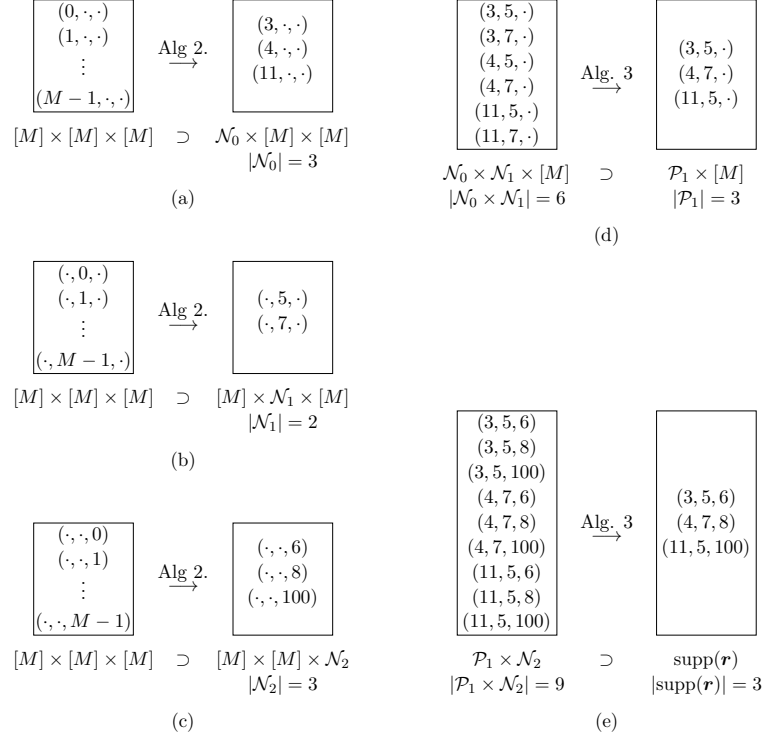 (0, ·, ·)
(1, ·, ·)
⋮
(M − 1, ·, ·)
Alg 2.
⟶
(3, ·, ·)
(4, ·, ·)
(11, ·, ·)
[M] × [M] × [M] ⊃ 𝒩₀ × [M] × [M]
|𝒩₀| = 3
(a)
(·, 0, ·)
(·, 1, ·)
⋮
(·, M − 1, ·)
Alg 2.
⟶
(·, 5, ·)
(·, 7, ·)
[M] × [M] × [M] ⊃ [M] × 𝒩₁ × [M]
|𝒩₁| = 2
(b)
(·, ·, 0)
(·, ·, 1)
⋮
(·, ·, M − 1)
Alg 2.
⟶
(·, ·, 6)
(·, ·, 8)
(·, ·, 100)
[M] × [M] × [M] ⊃ [M] × [M] × 𝒩₂
|𝒩₂| = 3
(c)
(3, 5, ·)
(3, 7, ·)
(4, 5, ·)
(4, 7, ·)
(11, 5, ·)
(11, 7, ·)
Alg. 3
⟶
(3, 5, ·)
(4, 7, ·)
(11, 5, ·)
𝒩₀ × 𝒩₁ × [M] ⊃ 𝒫₁ × [M]
|𝒩₀ × 𝒩₁| = 6 |𝒫₁| = 3
(d)
(3, 5, 6)
(3, 5, 8)
(3, 5, 100)
(4, 7, 6)
(4, 7, 8)
(4, 7, 100)
(11, 5, 6)
(11, 5, 8)
(11, 5, 100)
Alg. 3
⟶
(3, 5, 6)
(4, 7, 8)
(11, 5, 100)
𝒫₁ × 𝒩₂ ⊃ supp(𝒓)
|𝒫₁ × 𝒩₂| = 9 |supp(𝒓)| = 3
(e)